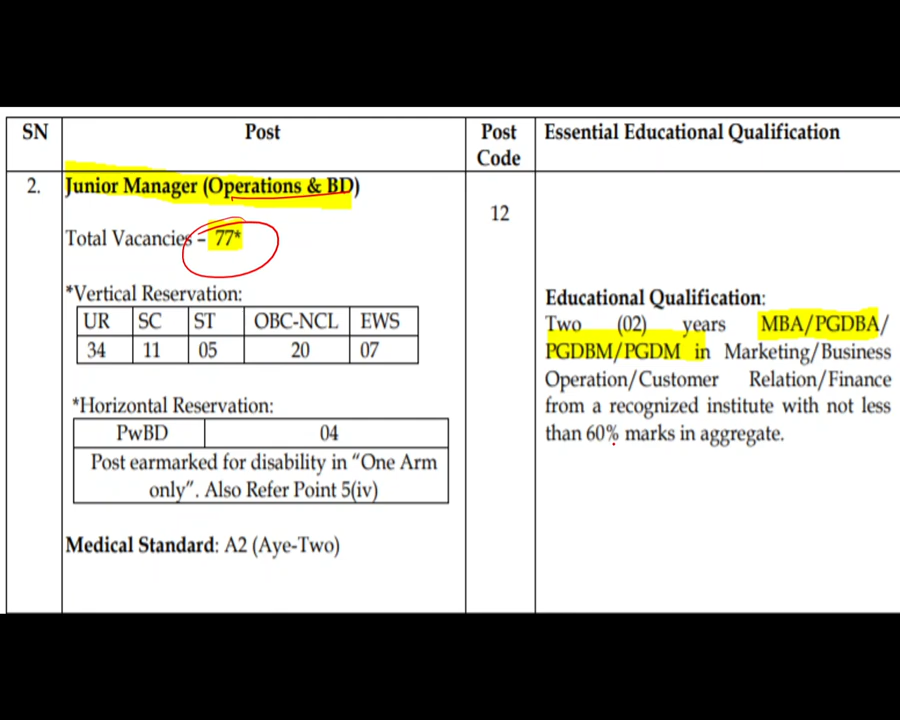 SN Post Post Code Essential Educational Qualification
2. Junior Manager (Operations & BD)
12
Total Vacancies – 77*
*Vertical Reservation:
UR SC ST OBC-NCL EWS
34 11 05 20 07
*Horizontal Reservation:
PwBD 04
Post earmarked for disability in “One Arm
only”. Also Refer Point 5(iv)
Medical Standard: A2 (Aye-Two)
Educational Qualification:
Two (02) years MBA/PGDBA/
PGDBM/PGDM in Marketing/Business
Operation/Customer Relation/Finance
from a recognized institute with not less
than 60% marks in aggregate.